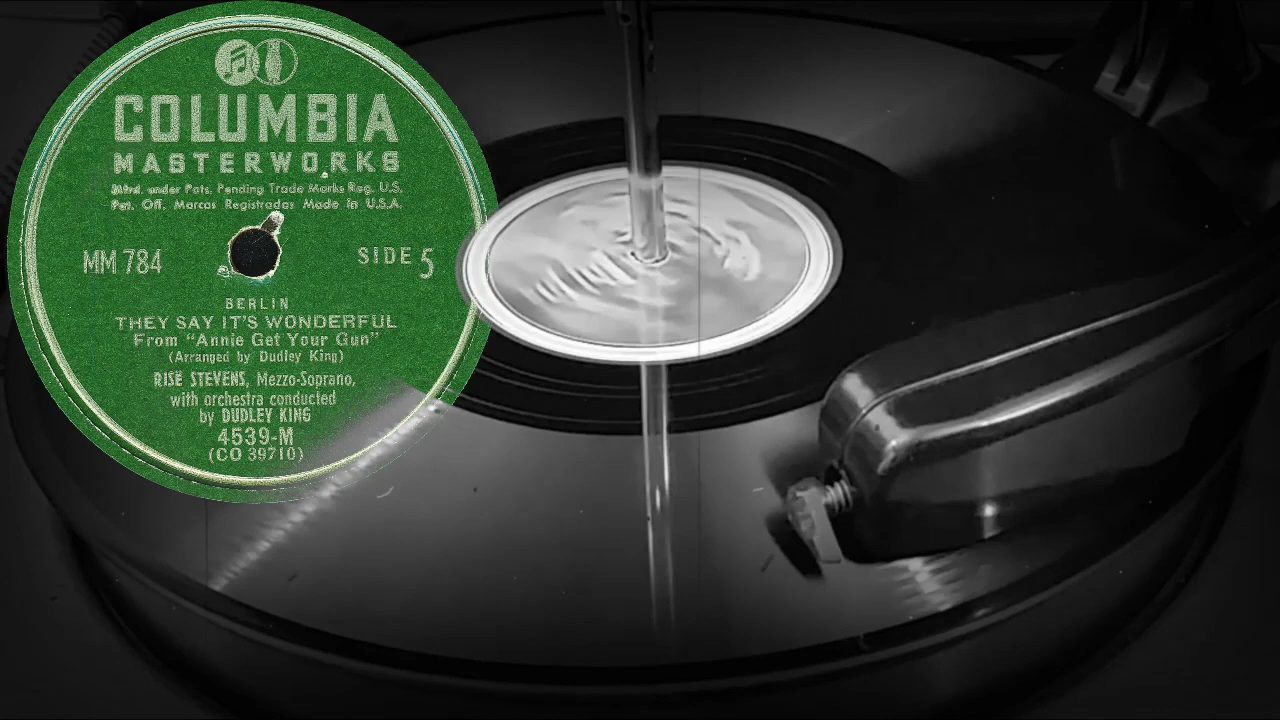 COLUMBIA
MASTERWORKS
Mfrd. under Pats. Pending Trade Marks Reg. U.S.
Pat. Off. Marcas Registradas Made in U.S.A.
MM 784
SIDE 5
BERLIN
THEY SAY IT'S WONDERFUL
From "Annie Get Your Gun"
(Arranged by Dudley King)
RISË STEVENS, Mezzo-Soprano,
with orchestra conducted
by DUDLEY KING
4539-M
(CO 39710)